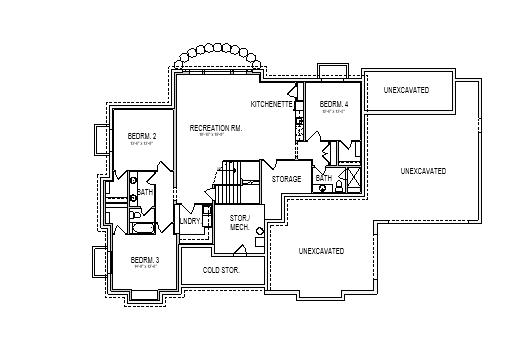 UNEXCAVATED
KITCHENETTE
BEDRM. 4
RECREATION RM.
BEDRM. 2
UNEXCAVATED
STORAGE
BATH
BATH
LNDRY.
STOR./
MECH.
UNEXCAVATED
BEDRM. 3
COLD STOR.